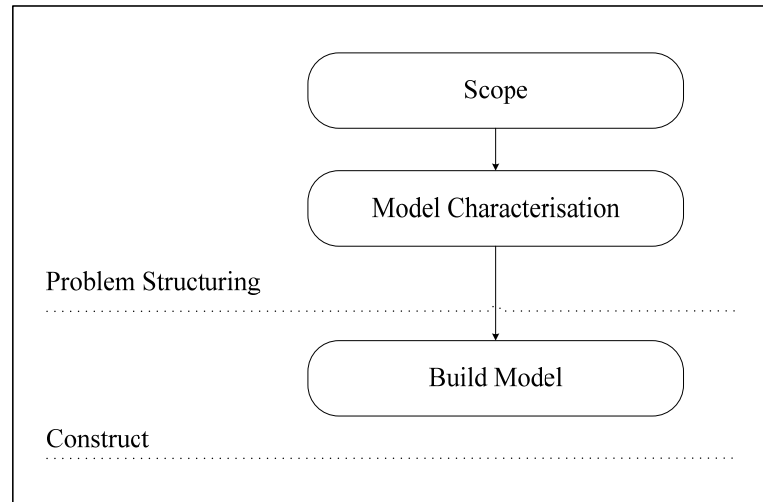 Scope
Model Characterisation
Problem Structuring
Build Model
Construct